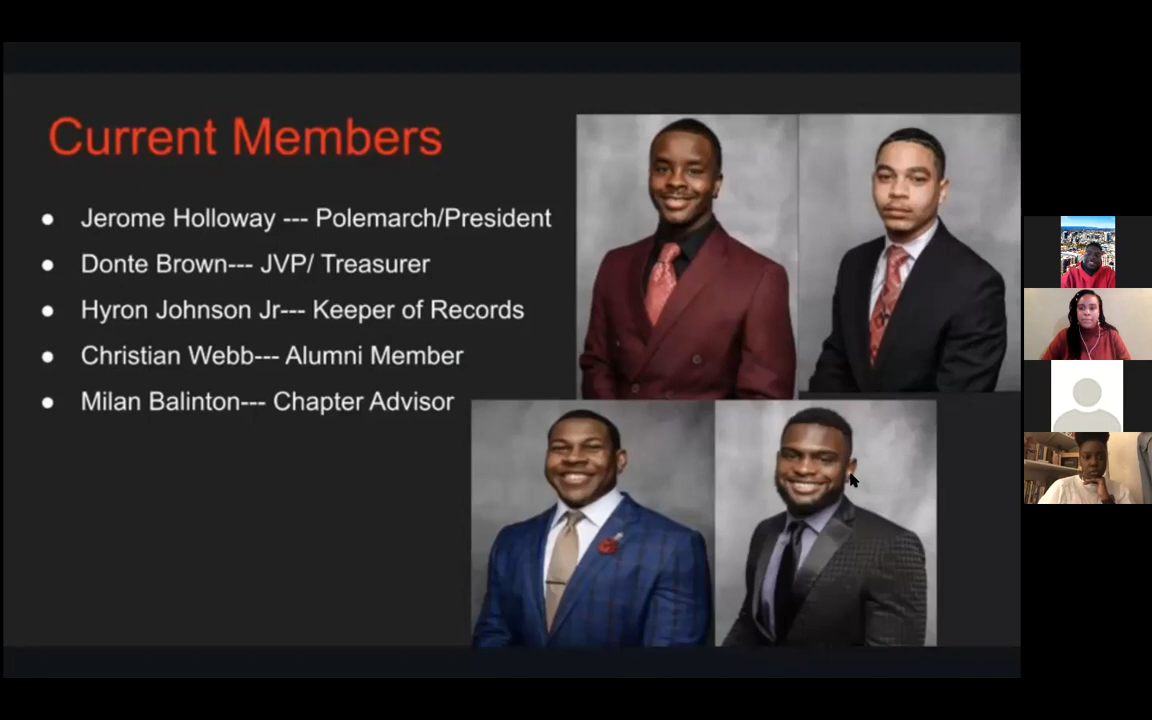 Current Members
Jerome Holloway --- Polemarch/President
Donte Brown--- JVP/ Treasurer
Hyron Johnson Jr--- Keeper of Records
Christian Webb--- Alumni Member
Milan Balinton--- Chapter Advisor